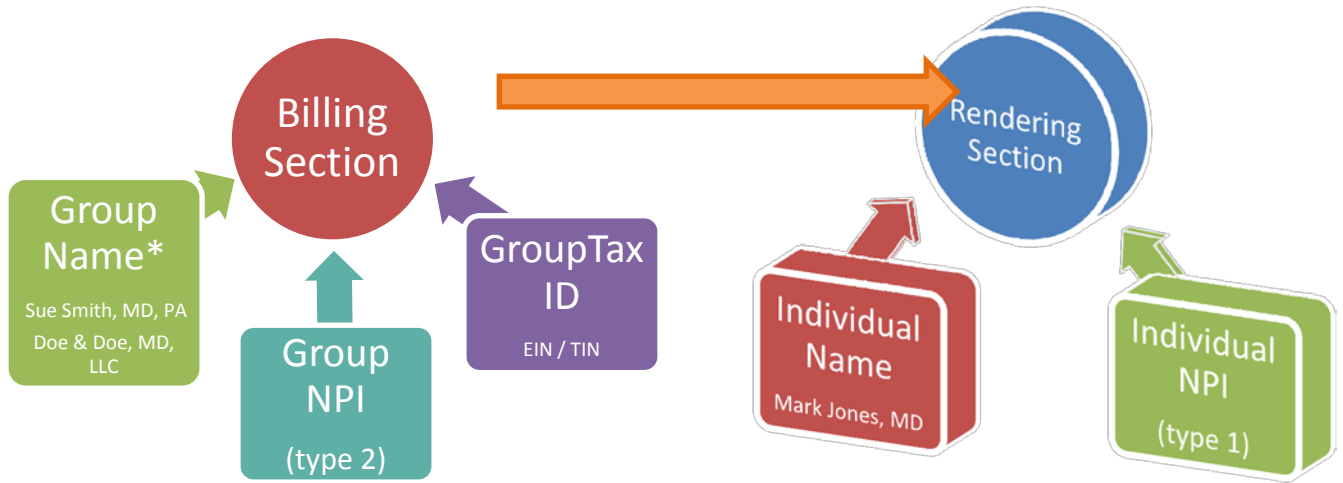 Billing
Section
Group
Name*
Sue Smith, MD, PA
Doe & Doe, MD,
LLC
Group
NPI
(type 2)
GroupTax
ID
EIN / TIN
Rendering
Section
Individual
Name
Mark Jones, MD
Individual
NPI
(type 1)